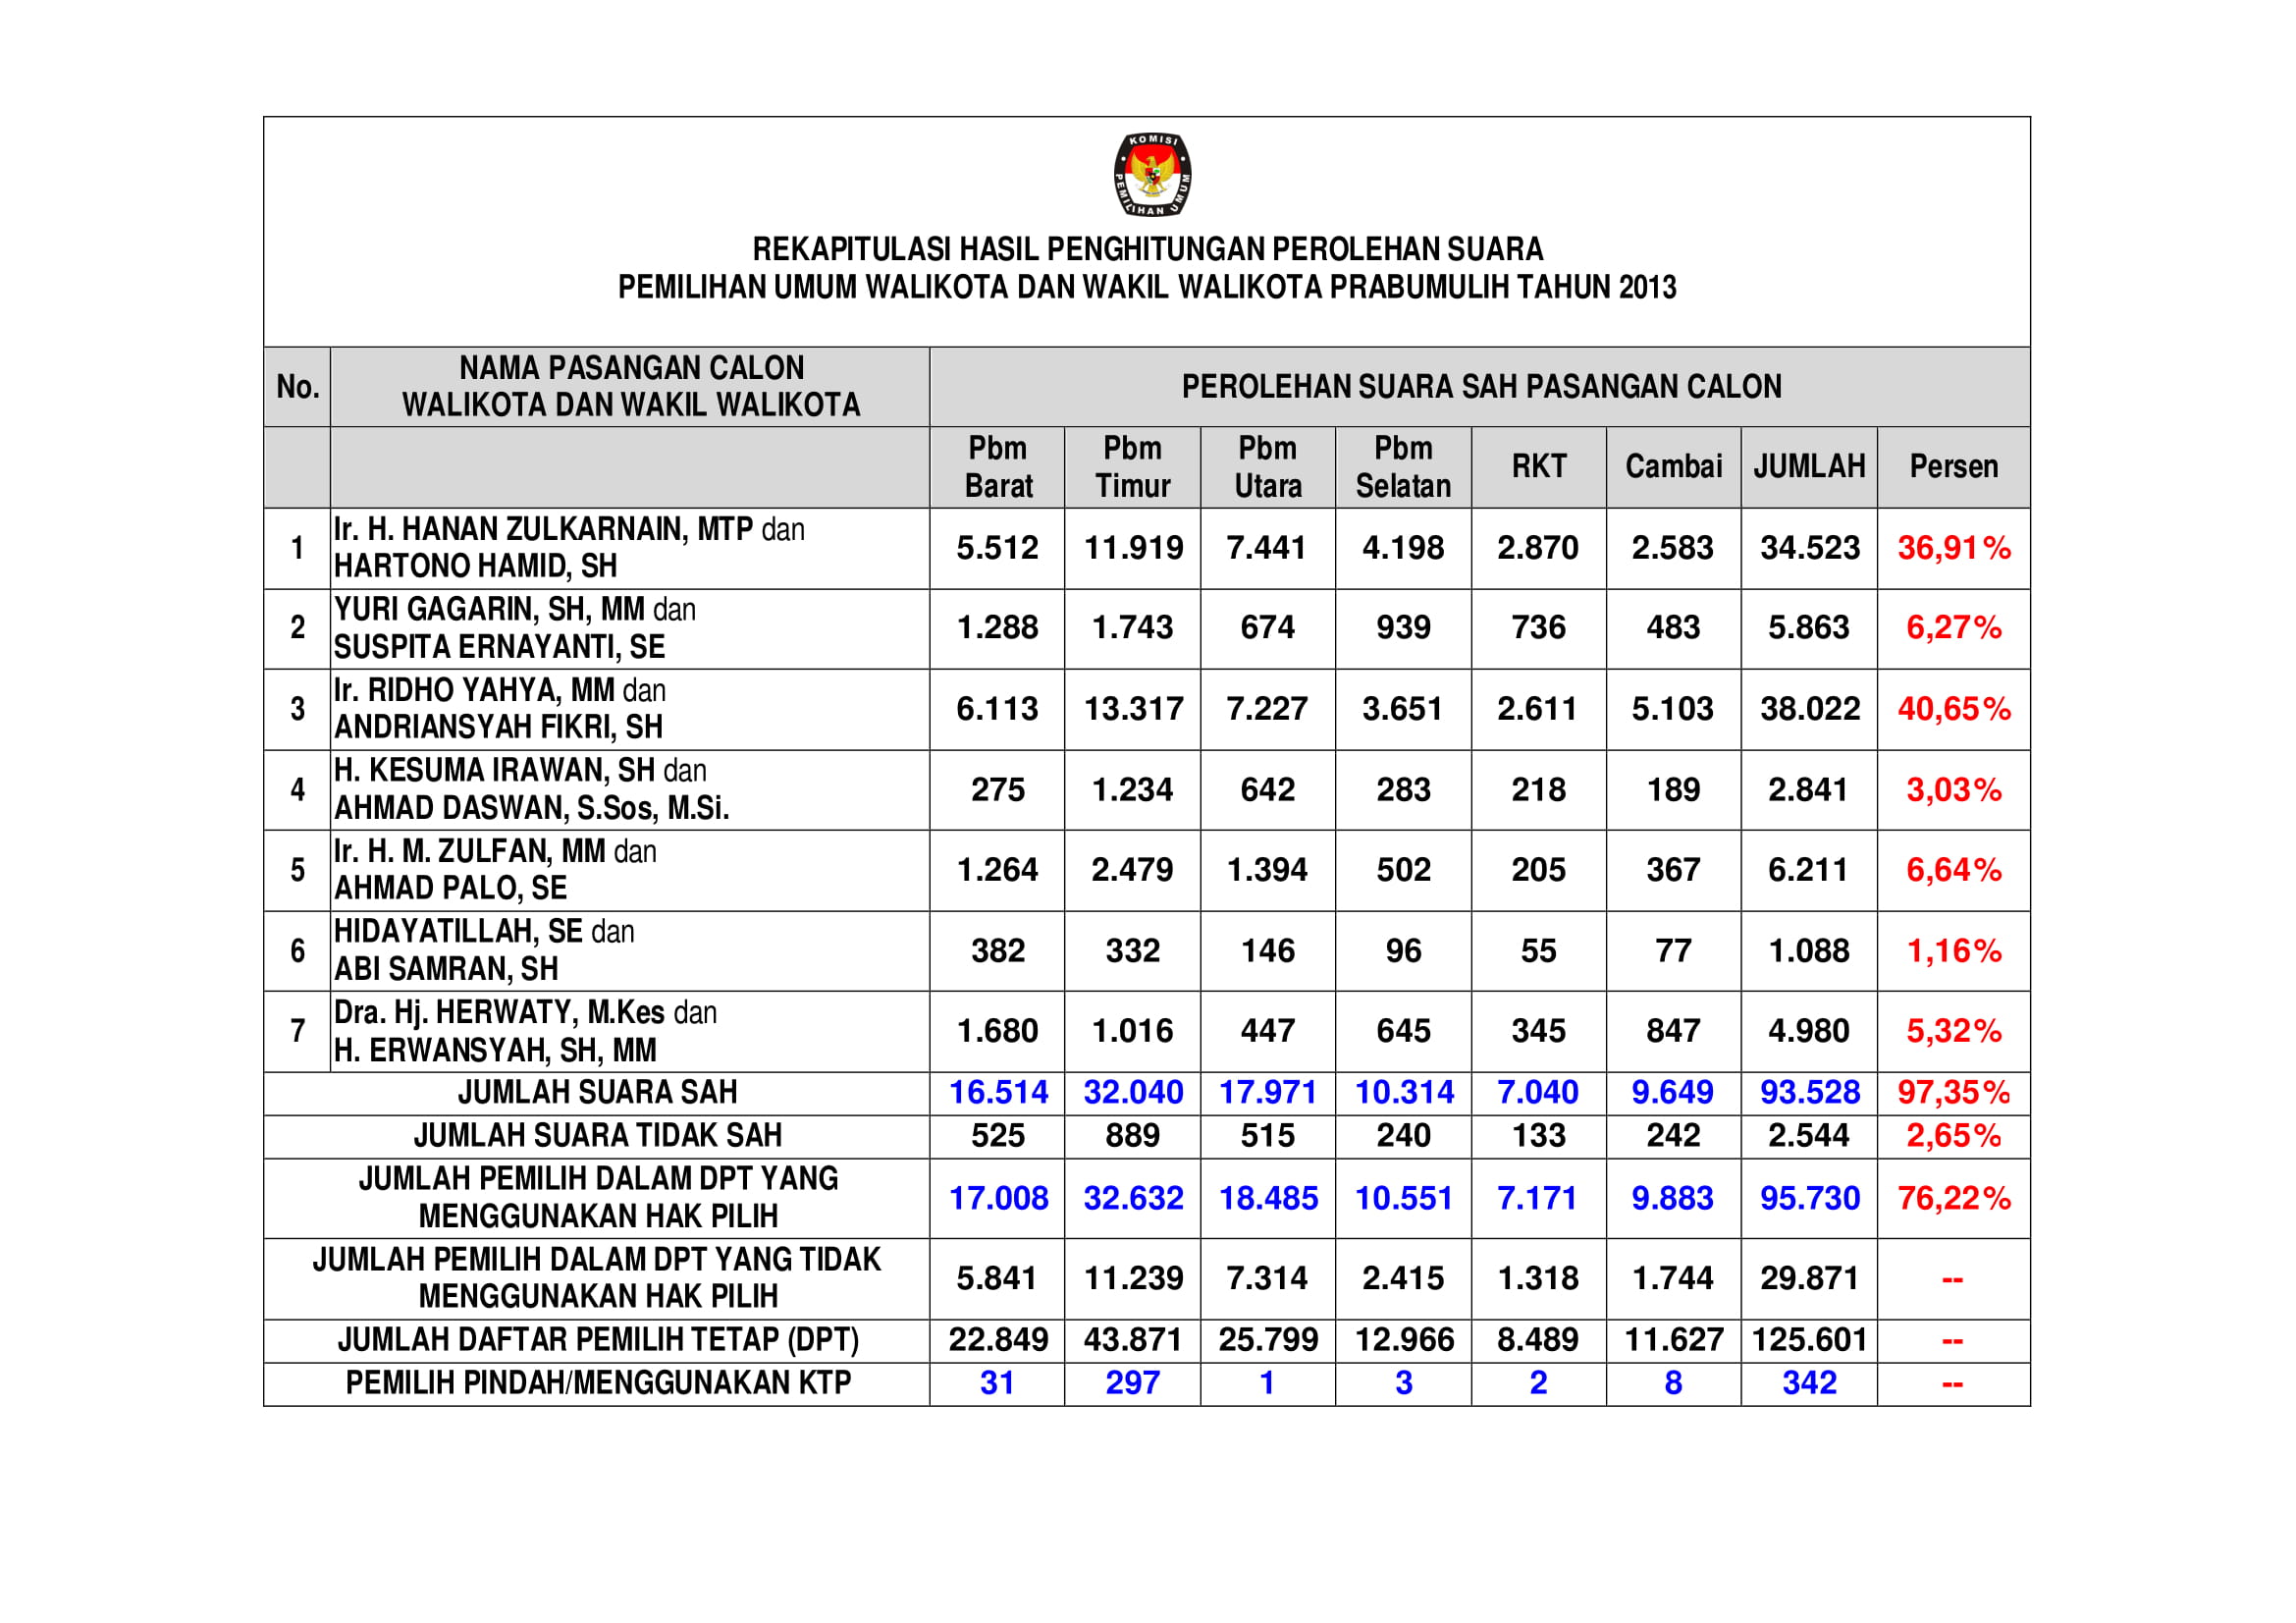 KOMISI
PEMILIHAN UMUM
REKAPITULASI HASIL PENGHITUNGAN PEROLEHAN SUARA
PEMILIHAN UMUM WALIKOTA DAN WAKIL WALIKOTA PRABUMULIH TAHUN 2013
No. NAMA PASANGAN CALON WALIKOTA DAN WAKIL WALIKOTA PEROLEHAN SUARA SAH PASANGAN CALON
Pbm Barat Pbm Timur Pbm Utara Pbm Selatan RKT Cambai JUMLAH Persen
1 Ir. H. HANAN ZULKARNAIN, MTP dan HARTONO HAMID, SH 5.512 11.919 7.441 4.198 2.870 2.583 34.523 36,91%
2 YURI GAGARIN, SH, MM dan SUSPITA ERNAYANTI, SE 1.288 1.743 674 939 736 483 5.863 6,27%
3 Ir. RIDHO YAHYA, MM dan ANDRIANSYAH FIKRI, SH 6.113 13.317 7.227 3.651 2.611 5.103 38.022 40,65%
4 H. KESUMA IRAWAN, SH dan AHMAD DASWAN, S.Sos, M.Si. 275 1.234 642 283 218 189 2.841 3,03%
5 Ir. H. M. ZULFAN, MM dan AHMAD PALO, SE 1.264 2.479 1.394 502 205 367 6.211 6,64%
6 HIDAYATILLAH, SE dan ABI SAMRAN, SH 382 332 146 96 55 77 1.088 1,16%
7 Dra. Hj. HERWATY, M.Kes dan H. ERWANSYAH, SH, MM 1.680 1.016 447 645 345 847 4.980 5,32%
JUMLAH SUARA SAH 16.514 32.040 17.971 10.314 7.040 9.649 93.528 97,35%
JUMLAH SUARA TIDAK SAH 525 889 515 240 133 242 2.544 2,65%
JUMLAH PEMILIH DALAM DPT YANG MENGGUNAKAN HAK PILIH 17.008 32.632 18.485 10.551 7.171 9.883 95.730 76,22%
JUMLAH PEMILIH DALAM DPT YANG TIDAK MENGGUNAKAN HAK PILIH 5.841 11.239 7.314 2.415 1.318 1.744 29.871 --
JUMLAH DAFTAR PEMILIH TETAP (DPT) 22.849 43.871 25.799 12.966 8.489 11.627 125.601 --
PEMILIH PINDAH/MENGGUNAKAN KTP 31 297 1 3 2 8 342 --